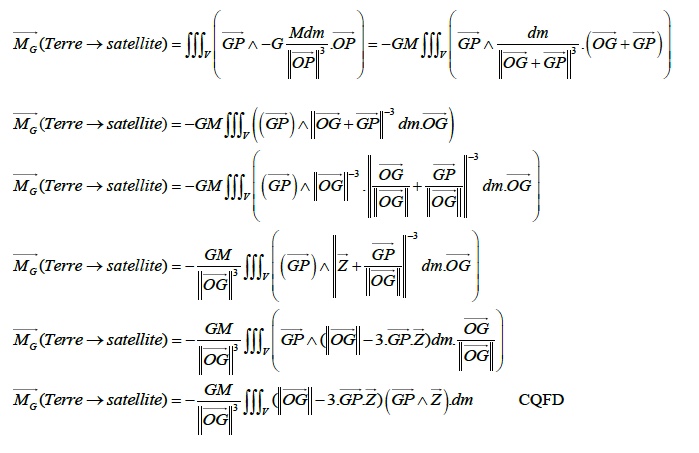 $\overrightarrow{M_G}(Terre \rightarrow satellite) = \iiint_V \left( \overrightarrow{GP} \wedge -G \frac{Mdm}{\left\| \overrightarrow{OP} \right\|^3} . \overrightarrow{OP} \right) = -GM \iiint_V \left( \overrightarrow{GP} \wedge \frac{dm}{\left\| \overrightarrow{OG} + \overrightarrow{GP} \right\|^3} . \left( \overrightarrow{OG} + \overrightarrow{GP} \right) \right)$
$\overrightarrow{M_G}(Terre \rightarrow satellite) = -GM \iiint_V \left( \left( \overrightarrow{GP} \right) \wedge \left\| \overrightarrow{OG} + \overrightarrow{GP} \right\|^{-3} dm . \overrightarrow{OG} \right)$
$\overrightarrow{M_G}(Terre \rightarrow satellite) = -GM \iiint_V \left( \left( \overrightarrow{GP} \right) \wedge \left\| \overrightarrow{OG} \right\|^{-3} . \left\| \frac{\overrightarrow{OG}}{\left\| \overrightarrow{OG} \right\|} + \frac{\overrightarrow{GP}}{\left\| \overrightarrow{OG} \right\|} \right\|^{-3} dm . \overrightarrow{OG} \right)$
$\overrightarrow{M_G}(Terre \rightarrow satellite) = -\frac{GM}{\left\| \overrightarrow{OG} \right\|^3} \iiint_V \left( \left( \overrightarrow{GP} \right) \wedge \left\| \vec{Z} + \frac{\overrightarrow{GP}}{\left\| \overrightarrow{OG} \right\|} \right\|^{-3} dm . \overrightarrow{OG} \right)$
$\overrightarrow{M_G}(Terre \rightarrow satellite) = -\frac{GM}{\left\| \overrightarrow{OG} \right\|^3} \iiint_V \left( \overrightarrow{GP} \wedge ( \left\| \overrightarrow{OG} \right\| - 3 . \overrightarrow{GP} . \vec{Z} ) dm . \frac{\overrightarrow{OG}}{\left\| \overrightarrow{OG} \right\|} \right)$
$\overrightarrow{M_G}(Terre \rightarrow satellite) = -\frac{GM}{\left\| \overrightarrow{OG} \right\|^3} \iiint_V ( \left\| \overrightarrow{OG} \right\| - 3 . \overrightarrow{GP} . \vec{Z} ) \left( \overrightarrow{GP} \wedge \vec{Z} \right) . dm$ CQFD